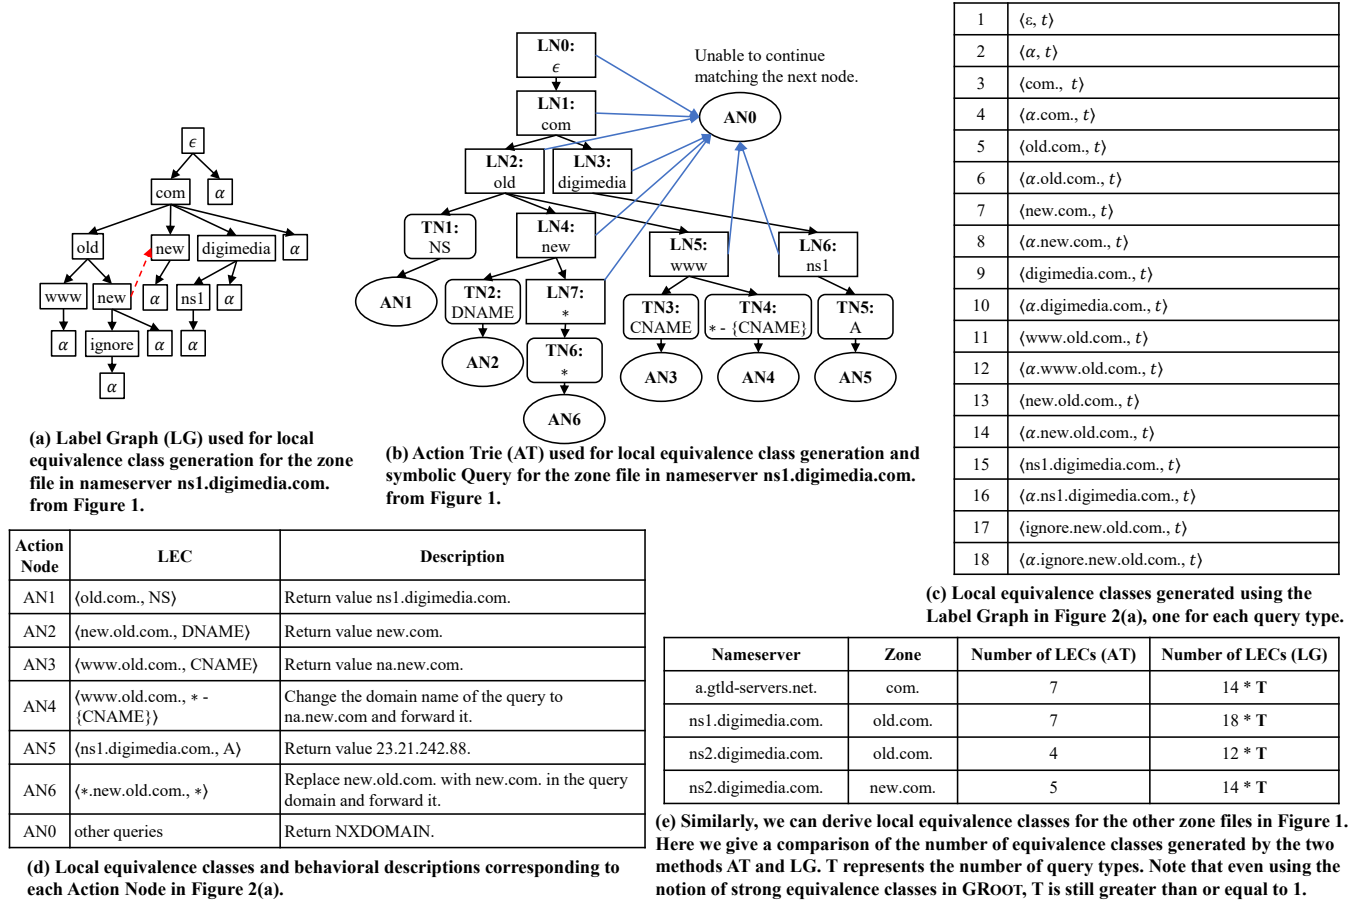 ϵ
com
α
old
new
digimedia
α
www
new
α
ns1
α
α
ignore
α
α
α
(a) Label Graph (LG) used for local
equivalence class generation for the zone
file in nameserver ns1.digimedia.com.
from Figure 1.
LN0:
ϵ
Unable to continue
matching the next node.
LN1:
com
AN0
LN2:
old
LN3:
digimedia
TN1:
NS
LN4:
new
LN5:
www
LN6:
ns1
AN1
TN2:
DNAME
LN7:
*
TN3:
CNAME
TN4:
* - {CNAME}
TN5:
A
AN2
TN6:
*
AN3
AN4
AN5
AN6
(b) Action Trie (AT) used for local equivalence class generation and
symbolic Query for the zone file in nameserver ns1.digimedia.com.
from Figure 1.
1 ⟨ε, t⟩
2 ⟨α, t⟩
3 ⟨com., t⟩
4 ⟨α.com., t⟩
5 ⟨old.com., t⟩
6 ⟨α.old.com., t⟩
7 ⟨new.com., t⟩
8 ⟨α.new.com., t⟩
9 ⟨digimedia.com., t⟩
10 ⟨α.digimedia.com., t⟩
11 ⟨www.old.com., t⟩
12 ⟨α.www.old.com., t⟩
13 ⟨new.old.com., t⟩
14 ⟨α.new.old.com., t⟩
15 ⟨ns1.digimedia.com., t⟩
16 ⟨α.ns1.digimedia.com., t⟩
17 ⟨ignore.new.old.com., t⟩
18 ⟨α.ignore.new.old.com., t⟩
(c) Local equivalence classes generated using the
Label Graph in Figure 2(a), one for each query type.
Action
Node
LEC
Description
AN1 ⟨old.com., NS⟩ Return value ns1.digimedia.com.
AN2 ⟨new.old.com., DNAME⟩ Return value new.com.
AN3 ⟨www.old.com., CNAME⟩ Return value na.new.com.
AN4
⟨www.old.com., * -
{CNAME}⟩
Change the domain name of the query to
na.new.com and forward it.
AN5 ⟨ns1.digimedia.com., A⟩ Return value 23.21.242.88.
AN6
⟨*.new.old.com., *⟩
Replace new.old.com. with new.com. in the query
domain and forward it.
AN0 other queries Return NXDOMAIN.
(d) Local equivalence classes and behavioral descriptions corresponding to
each Action Node in Figure 2(a).
Nameserver Zone Number of LECs (AT) Number of LECs (LG)
a.gtld-servers.net. com. 7 14 * T
ns1.digimedia.com. old.com. 7 18 * T
ns2.digimedia.com. old.com. 4 12 * T
ns2.digimedia.com. new.com. 5 14 * T
(e) Similarly, we can derive local equivalence classes for the other zone files in Figure 1.
Here we give a comparison of the number of equivalence classes generated by the two
methods AT and LG. T represents the number of query types. Note that even using the
notion of strong equivalence classes in GROOT, T is still greater than or equal to 1.